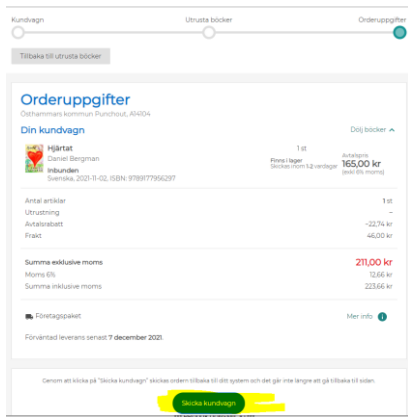 Kundvagn
Utrusta böcker
Orderuppgifter
Tillbaka till utrusta böcker
Orderuppgifter
Östhammars kommun Punchout, A14104
Din kundvagn
Dölj böcker
Hjärtat
Daniel Bergman
Inbunden
Svenska, 2021-11-02, ISBN: 9789177956297
1 st
Finns i lager
Skickas inom 1-2 vardagar
Avtalspris
165,00 kr
(exkl 6% moms)
Antal artiklar 1 st
Utrustning –
Avtalsrabatt –22,74 kr
Frakt 46,00 kr
Summa exklusive moms 211,00 kr
Moms 6% 12,66 kr
Summa inklusive moms 223,66 kr
Företagspaket
Mer info
Förväntad leverans senast 7 december 2021.
Genom att klicka på "Skicka kundvagn" skickas ordern tillbaka till ditt system och det går inte längre att gå tillbaka till sidan.
Skicka kundvagn